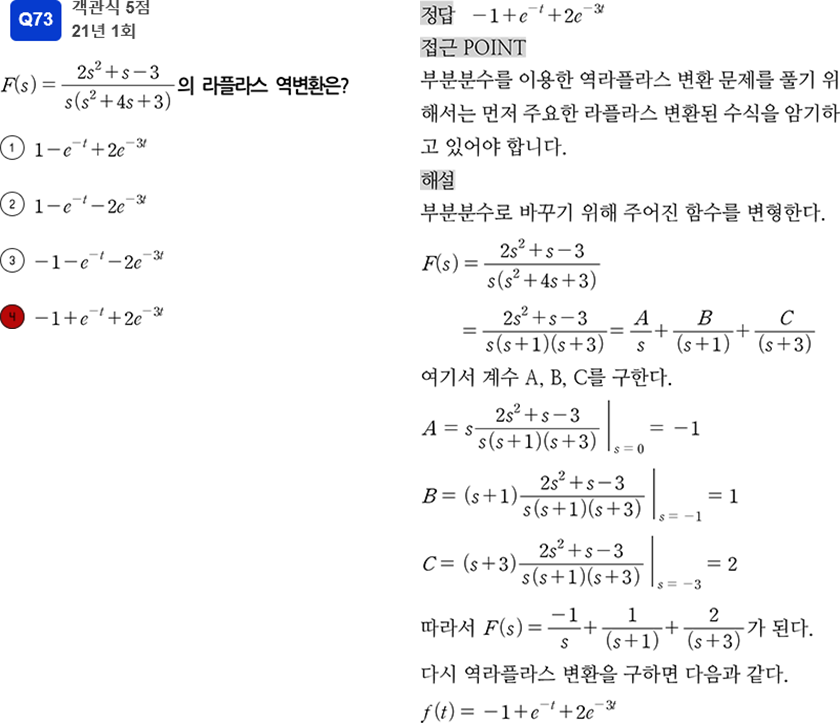 Q73
객관식 5점
21년 1회
F(s) = \frac{2s^2+s-3}{s(s^2+4s+3)}의 라플라스 역변환은?
① 1-e^{-t}+2e^{-3t}
② 1-e^{-t}-2e^{-3t}
③ -1-e^{-t}-2e^{-3t}
④ -1+e^{-t}+2e^{-3t}
정답 -1+e^{-t}+2e^{-3t}
접근 POINT
부분분수를 이용한 역라플라스 변환 문제를 풀기 위
해서는 먼저 주요한 라플라스 변환된 수식을 암기하
고 있어야 합니다.
해설
부분분수로 바꾸기 위해 주어진 함수를 변형한다.
F(s) = \frac{2s^2+s-3}{s(s^2+4s+3)}
= \frac{2s^2+s-3}{s(s+1)(s+3)} = \frac{A}{s} + \frac{B}{(s+1)} + \frac{C}{(s+3)}
여기서 계수 A, B, C를 구한다.
A = s\frac{2s^2+s-3}{s(s+1)(s+3)}|_{s=0} = -1
B = (s+1)\frac{2s^2+s-3}{s(s+1)(s+3)}|_{s=-1} = 1
C = (s+3)\frac{2s^2+s-3}{s(s+1)(s+3)}|_{s=-3} = 2
따라서 F(s) = \frac{-1}{s} + \frac{1}{(s+1)} + \frac{2}{(s+3)}가 된다.
다시 역라플라스 변환을 구하면 다음과 같다.
f(t) = -1+e^{-t}+2e^{-3t}